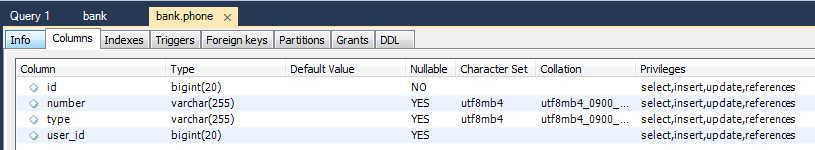 Query 1 bank bank.phone ×
Info Columns Indexes Triggers Foreign keys Partitions Grants DDL
Column Type Default Value Nullable Character Set Collation Privileges
id bigint(20) NO select,insert,update,references
number varchar(255) YES utf8mb4 utf8mb4_0900_... select,insert,update,references
type varchar(255) YES utf8mb4 utf8mb4_0900_... select,insert,update,references
user_id bigint(20) YES select,insert,update,references